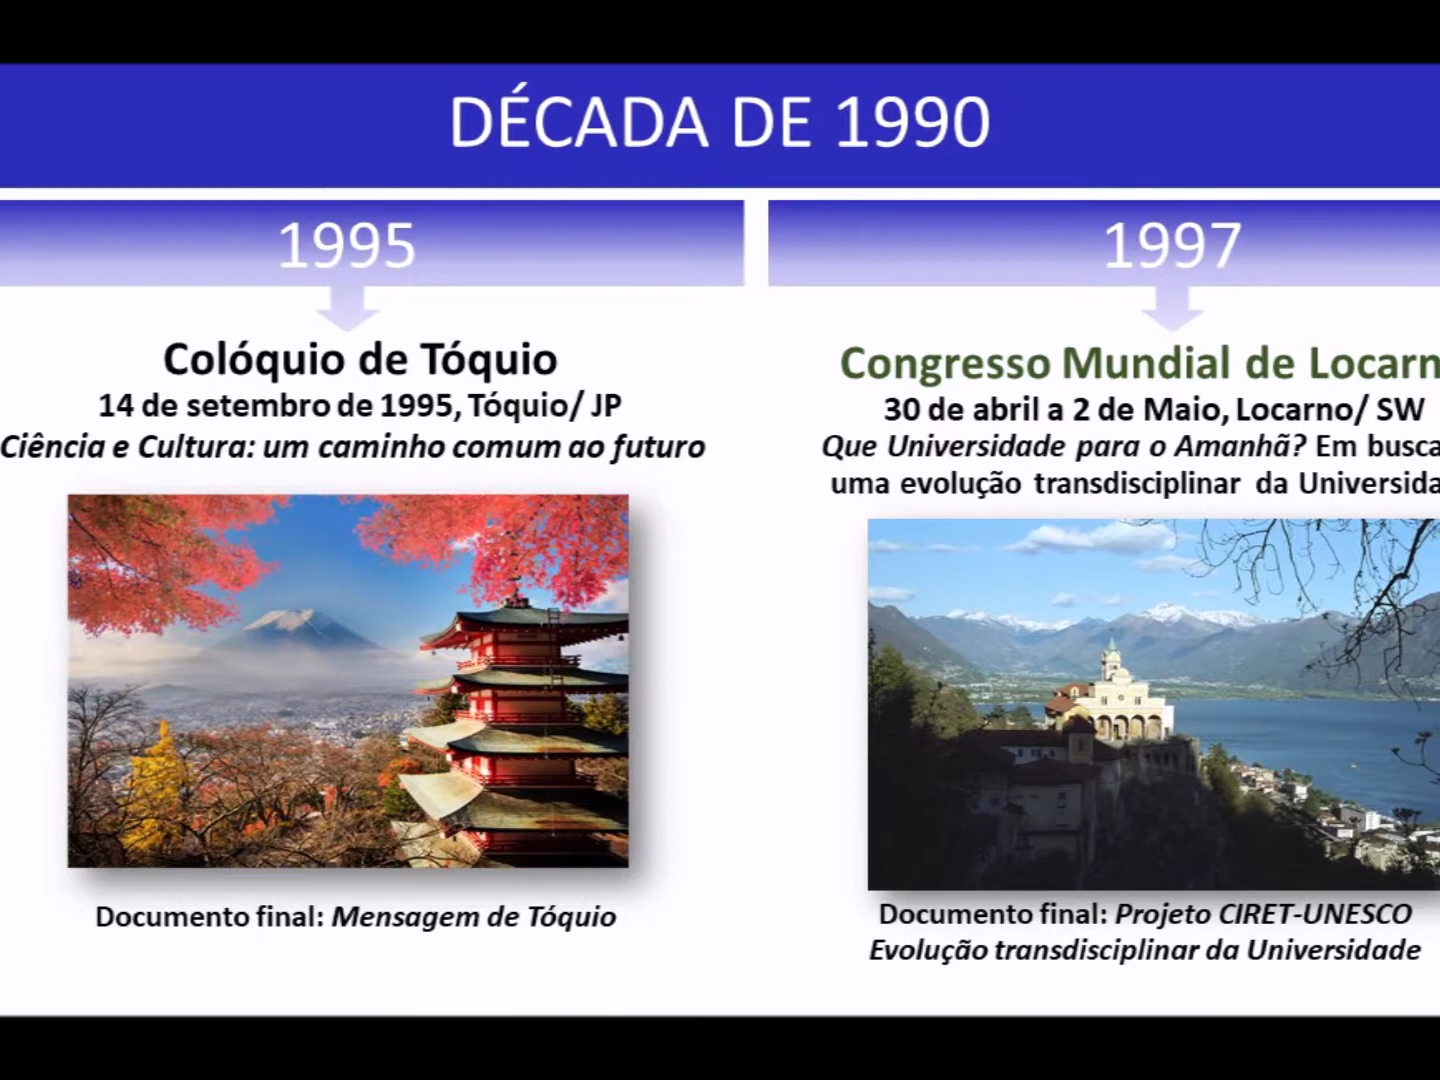 DÉCADA DE 1990
1995
Colóquio de Tóquio
14 de setembro de 1995, Tóquio/ JP
Ciência e Cultura: um caminho comum ao futuro
Documento final: Mensagem de Tóquio
1997
Congresso Mundial de Locarn
30 de abril a 2 de Maio, Locarno/ SW
Que Universidade para o Amanhã? Em busca
uma evolução transdisciplinar da Universida
Documento final: Projeto CIRET-UNESCO
Evolução transdisciplinar da Universidade